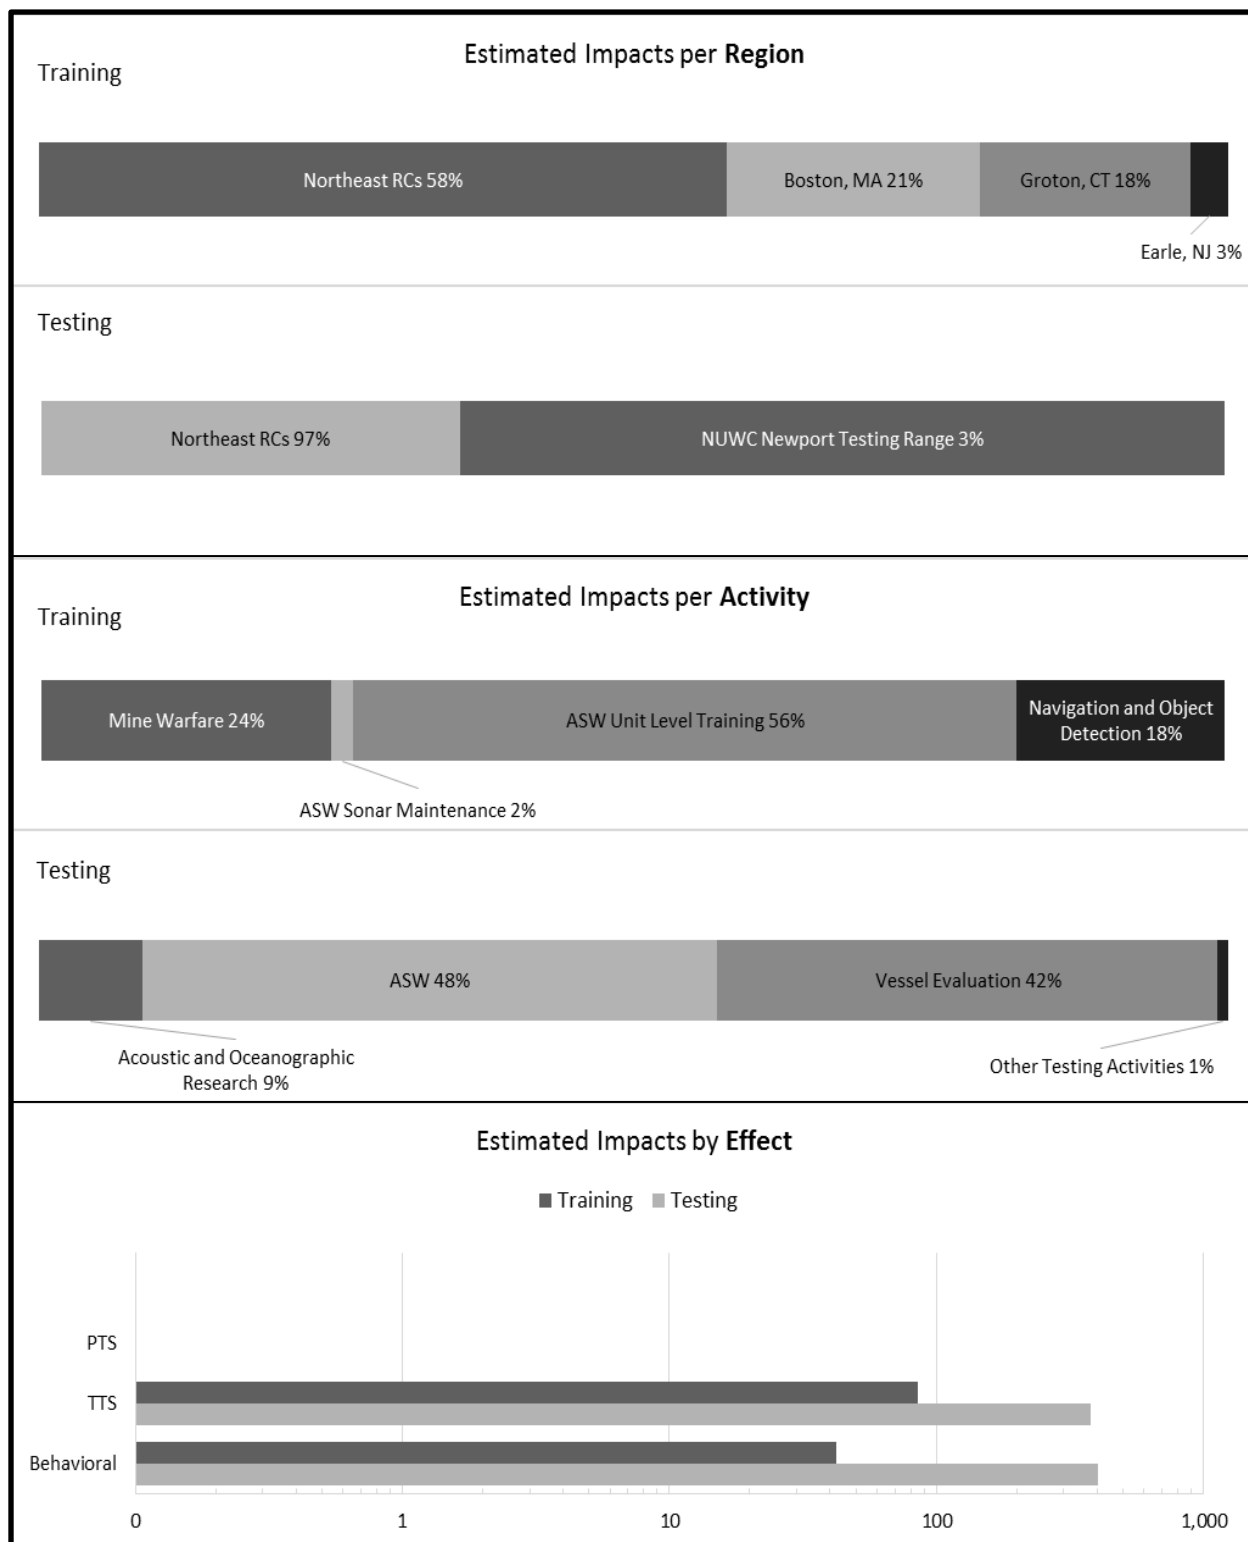 Estimated Impacts per Region
Training
Northeast RCs 58%
Boston, MA 21%
Groton, CT 18%
Earle, NJ 3%
Testing
Northeast RCs 97%
NUWC Newport Testing Range 3%
Estimated Impacts per Activity
Training
Mine Warfare 24%
ASW Unit Level Training 56%
Navigation and Object
Detection 18%
ASW Sonar Maintenance 2%
Testing
ASW 48%
Vessel Evaluation 42%
Acoustic and Oceanographic
Research 9%
Other Testing Activities 1%
Estimated Impacts by Effect
Training
Testing
PTS
TTS
Behavioral
0
1
10
100
1,000